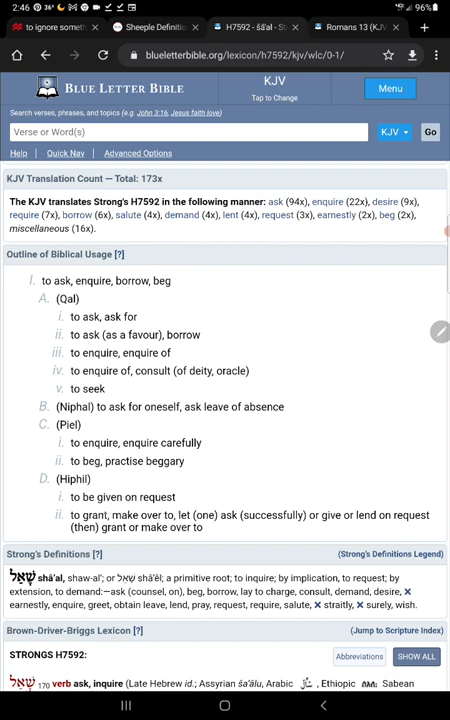 2:46 36° 96%
to ignore someth Sheeple Definitio H7592 - šā'al - St Romans 13 (KJV
blueletterbible.org/lexicon/h7592/kjv/wlc/0-1/
BLUE LETTER BIBLE
KJV
Tap to Change
Menu
Search verses, phrases, and topics (e.g. John 3:16, Jesus faith love)
Verse or Word(s) KJV Go
Help Quick Nav Advanced Options
KJV Translation Count — Total: 173x
The KJV translates Strong's H7592 in the following manner: ask (94x), enquire (22x), desire (9x),
require (7x), borrow (6x), salute (4x), demand (4x), lent (4x), request (3x), earnestly (2x), beg (2x),
miscellaneous (16x).
Outline of Biblical Usage [?]
I. to ask, enquire, borrow, beg
A. (Qal)
i. to ask, ask for
ii. to ask (as a favour), borrow
iii. to enquire, enquire of
iv. to enquire of, consult (of deity, oracle)
v. to seek
B. (Niphal) to ask for oneself, ask leave of absence
C. (Piel)
i. to enquire, enquire carefully
ii. to beg, practise beggary
D. (Hiphil)
i. to be given on request
ii. to grant, make over to, let (one) ask (successfully) or give or lend on request
(then) grant or make over to
Strong's Definitions [?] (Strong's Definitions Legend)
שָׁאַל shâʼal, shaw-al'; or שָׁאֵל shâʼêl; a primitive root; to inquire; by implication, to request; by
extension, to demand:—ask (counsel, on), beg, borrow, lay to charge, consult, demand, desire, ×
earnestly, enquire, greet, obtain leave, lend, pray, request, require, salute, × straitly, × surely, wish.
Brown-Driver-Briggs Lexicon [?] (Jump to Scripture Index)
STRONGS H7592: Abbreviations SHOW ALL
שָׁאַל 170 verb ask, inquire (Late Hebrew id.; Assyrian ša'âlu, Arabic , Ethiopic Sabean